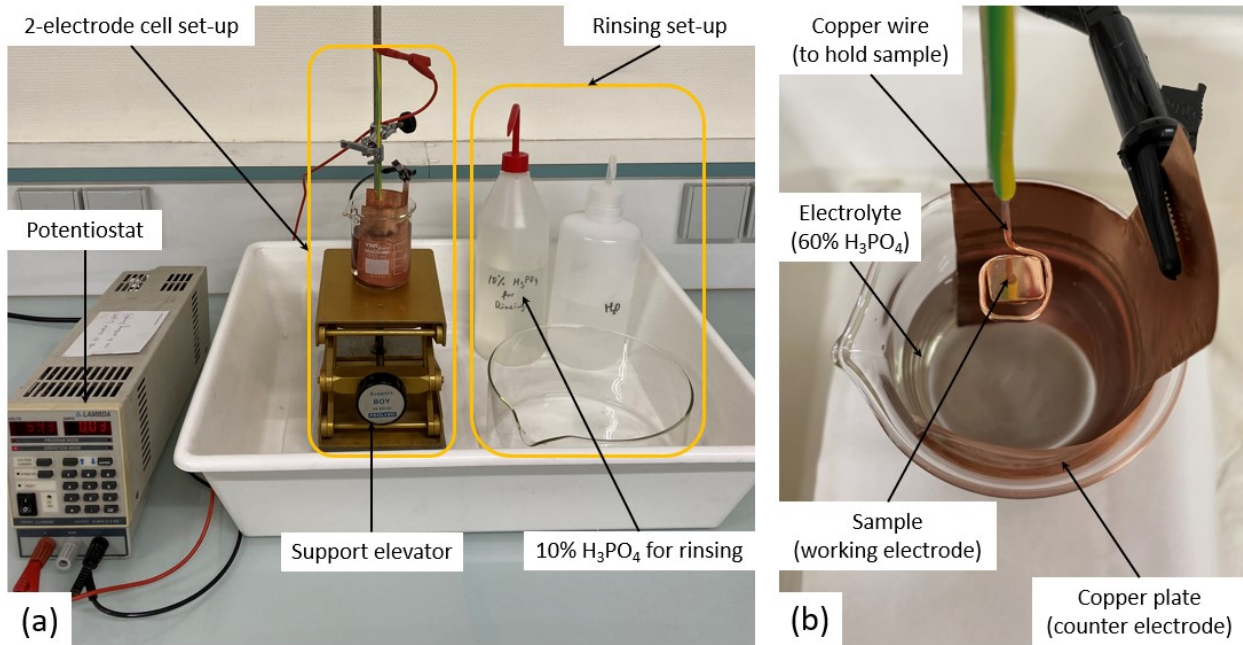 2-electrode cell set-up
Rinsing set-up
Potentiostat
10% H₃PO₄
for
Rinsing
H₂O
Support
BOY
VOLTS
AMPS
LAMBDA
Support elevator
10% H₃PO₄ for rinsing
(a)
Copper wire
(to hold sample)
Electrolyte
(60% H₃PO₄)
Sample
(working electrode)
Copper plate
(counter electrode)
(b)